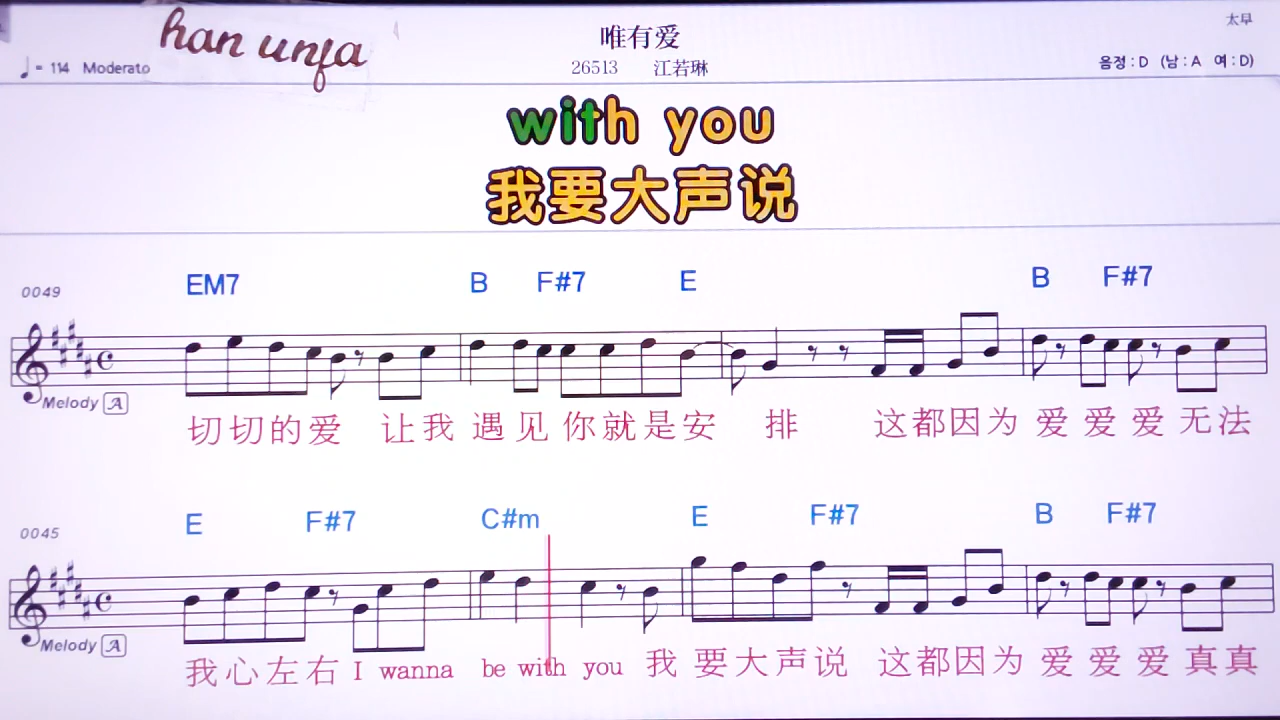 han unfa
太早
唯有爱
♩= 114 Moderato
26513 江若琳
음정 : D (남 : A 여 : D)
with you
我要大声说
0049
EM7 B F#7 E B F#7
Melody A
切切的爱 让我 遇见你就是安 排 这都因为 爱 爱 爱 无法
0045
E F#7 C#m E F#7 B F#7
Melody A
我心左右 I wanna be with you 我 要大声说 这都因为 爱 爱 爱 真真